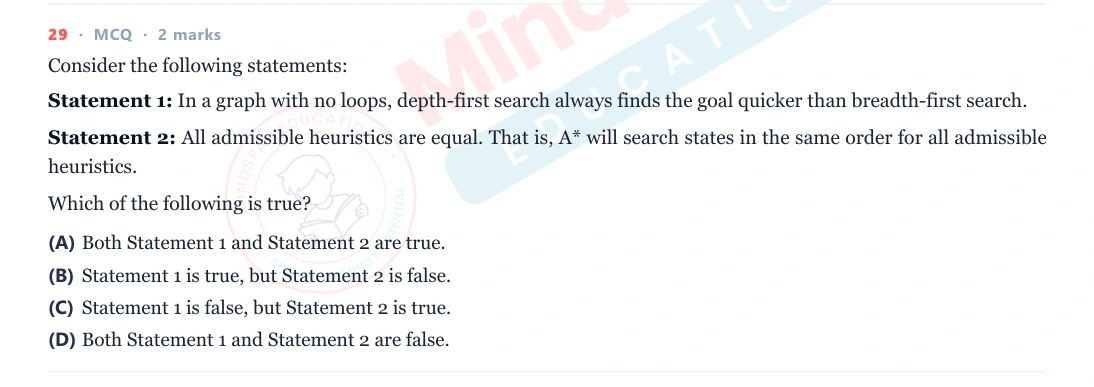 29 · MCQ · 2 marks
Consider the following statements:
Statement 1: In a graph with no loops, depth-first search always finds the goal quicker than breadth-first search.
Statement 2: All admissible heuristics are equal. That is, A* will search states in the same order for all admissible
heuristics.
Which of the following is true?
(A) Both Statement 1 and Statement 2 are true.
(B) Statement 1 is true, but Statement 2 is false.
(C) Statement 1 is false, but Statement 2 is true.
(D) Both Statement 1 and Statement 2 are false.